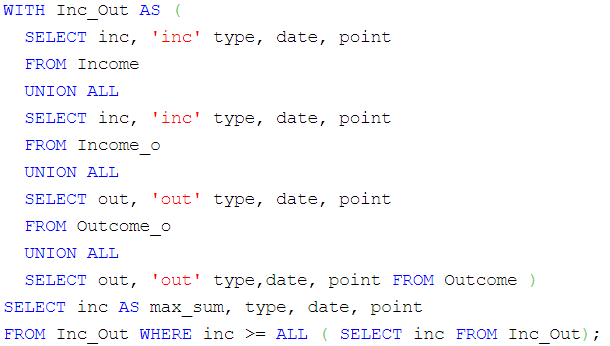 WITH Inc_Out AS (
SELECT inc, 'inc' type, date, point
FROM Income
UNION ALL
SELECT inc, 'inc' type, date, point
FROM Income_o
UNION ALL
SELECT out, 'out' type, date, point
FROM Outcome_o
UNION ALL
SELECT out, 'out' type,date, point FROM Outcome )
SELECT inc AS max_sum, type, date, point
FROM Inc_Out WHERE inc >= ALL ( SELECT inc FROM Inc_Out);